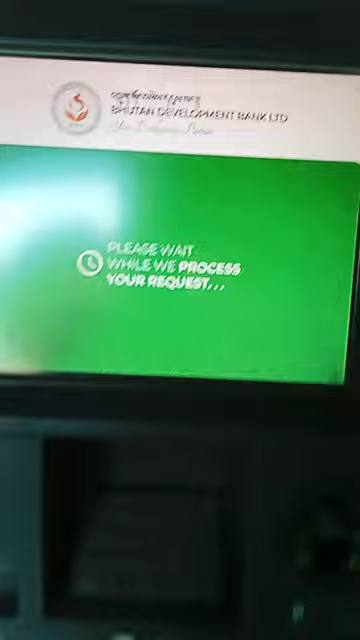 BHUTAN DEVELOPMENT BANK LTD
PLEASE WAIT
WHILE WE PROCESS
YOUR REQUEST...